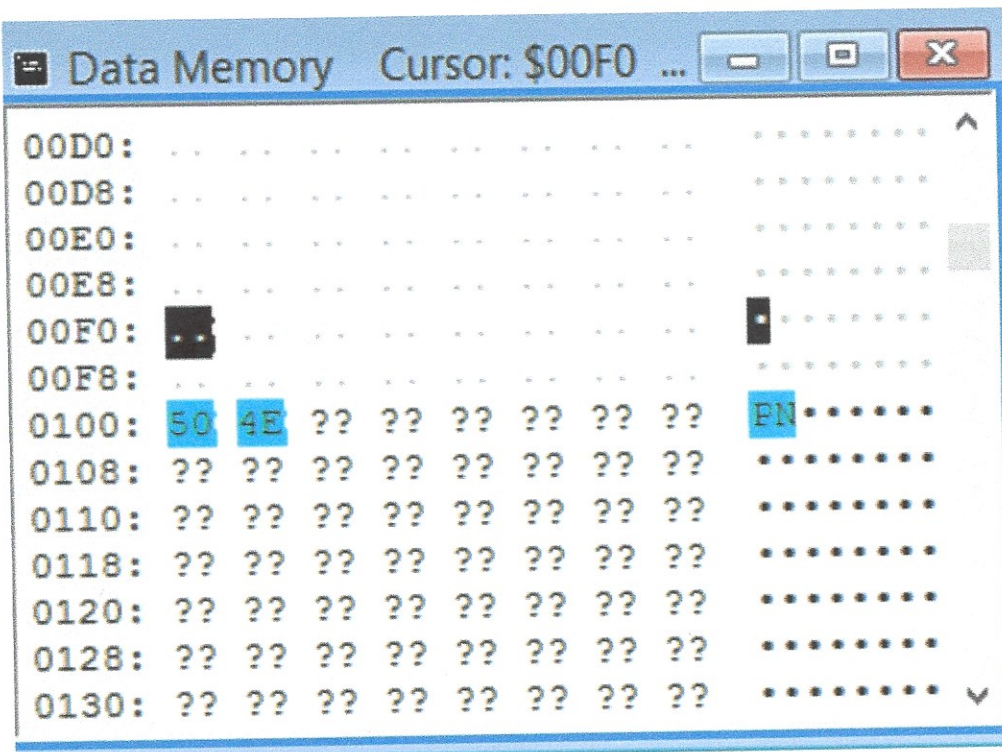 Data Memory Cursor: $00F0 ...
00D0: .. .. .. .. .. .. .. .. ........
00D8: .. .. .. .. .. .. .. .. ........
00E0: .. .. .. .. .. .. .. .. ........
00E8: .. .. .. .. .. .. .. .. ........
00F0: .. .. .. .. .. .. .. .. ........
00F8: .. .. .. .. .. .. .. .. ........
0100: 50 4E ?? ?? ?? ?? ?? ?? PN••••••
0108: ?? ?? ?? ?? ?? ?? ?? ?? ••••••••
0110: ?? ?? ?? ?? ?? ?? ?? ?? ••••••••
0118: ?? ?? ?? ?? ?? ?? ?? ?? ••••••••
0120: ?? ?? ?? ?? ?? ?? ?? ?? ••••••••
0128: ?? ?? ?? ?? ?? ?? ?? ?? ••••••••
0130: ?? ?? ?? ?? ?? ?? ?? ?? ••••••••